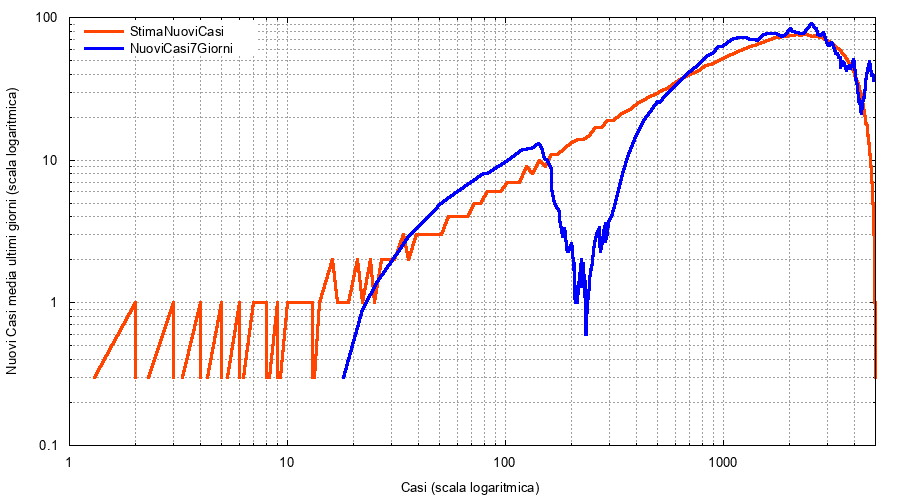 StimaNuoviCasi
NuoviCasi7Giorni
Nuovi Casi media ultimi giorni (scala logaritmica)
100
10
1
0.1
1
10
100
1000
Casi (scala logaritmica)